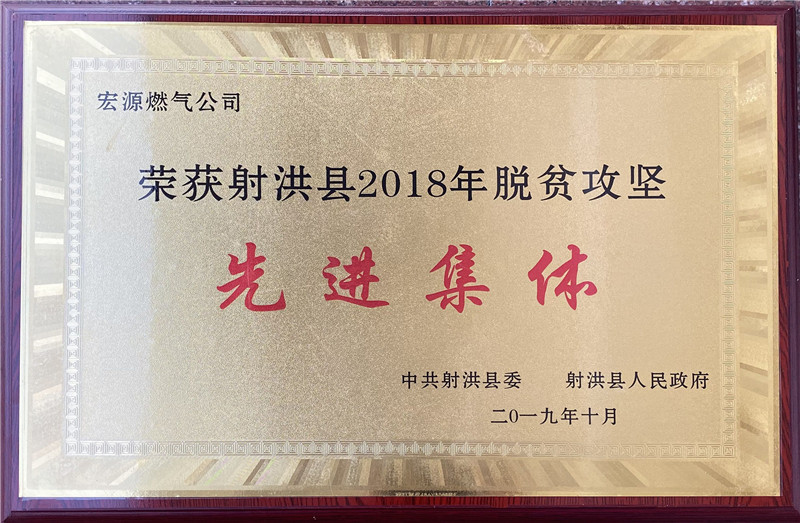 宏源燃气公司
荣获射洪县2018年脱贫攻坚
先进集体
中共射洪县委 射洪县人民政府
二0一九年十月